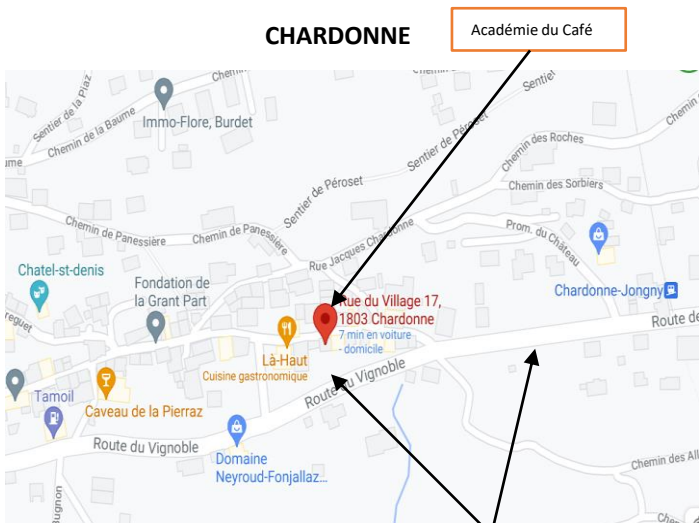 CHARDONNE
Académie du Café
Sentier de la Plaz
Chemin
Chemin de la Baume
Immo-Flore, Burdet
Sentier de Péroset
Sentier de Péroset
Sentier
Chemin des Roches
Chemin des Sorbiers
Chemin de Panessière
Chemin de Panessière
Rue Jacques Chardonne
Prom. du Château
Chatel-st-denis
Fondation de
la Grant Part
Chardonne-Jongny
Rue du Village 17,
1803 Chardonne
7 min en voiture
- domicile
Route de
Là-Haut
Cuisine gastronomique
Route du Vignoble
Tamoil
Caveau de la Pierraz
Route du Vignoble
Domaine
Neyroud-Fonjallaz...
Chemin des All